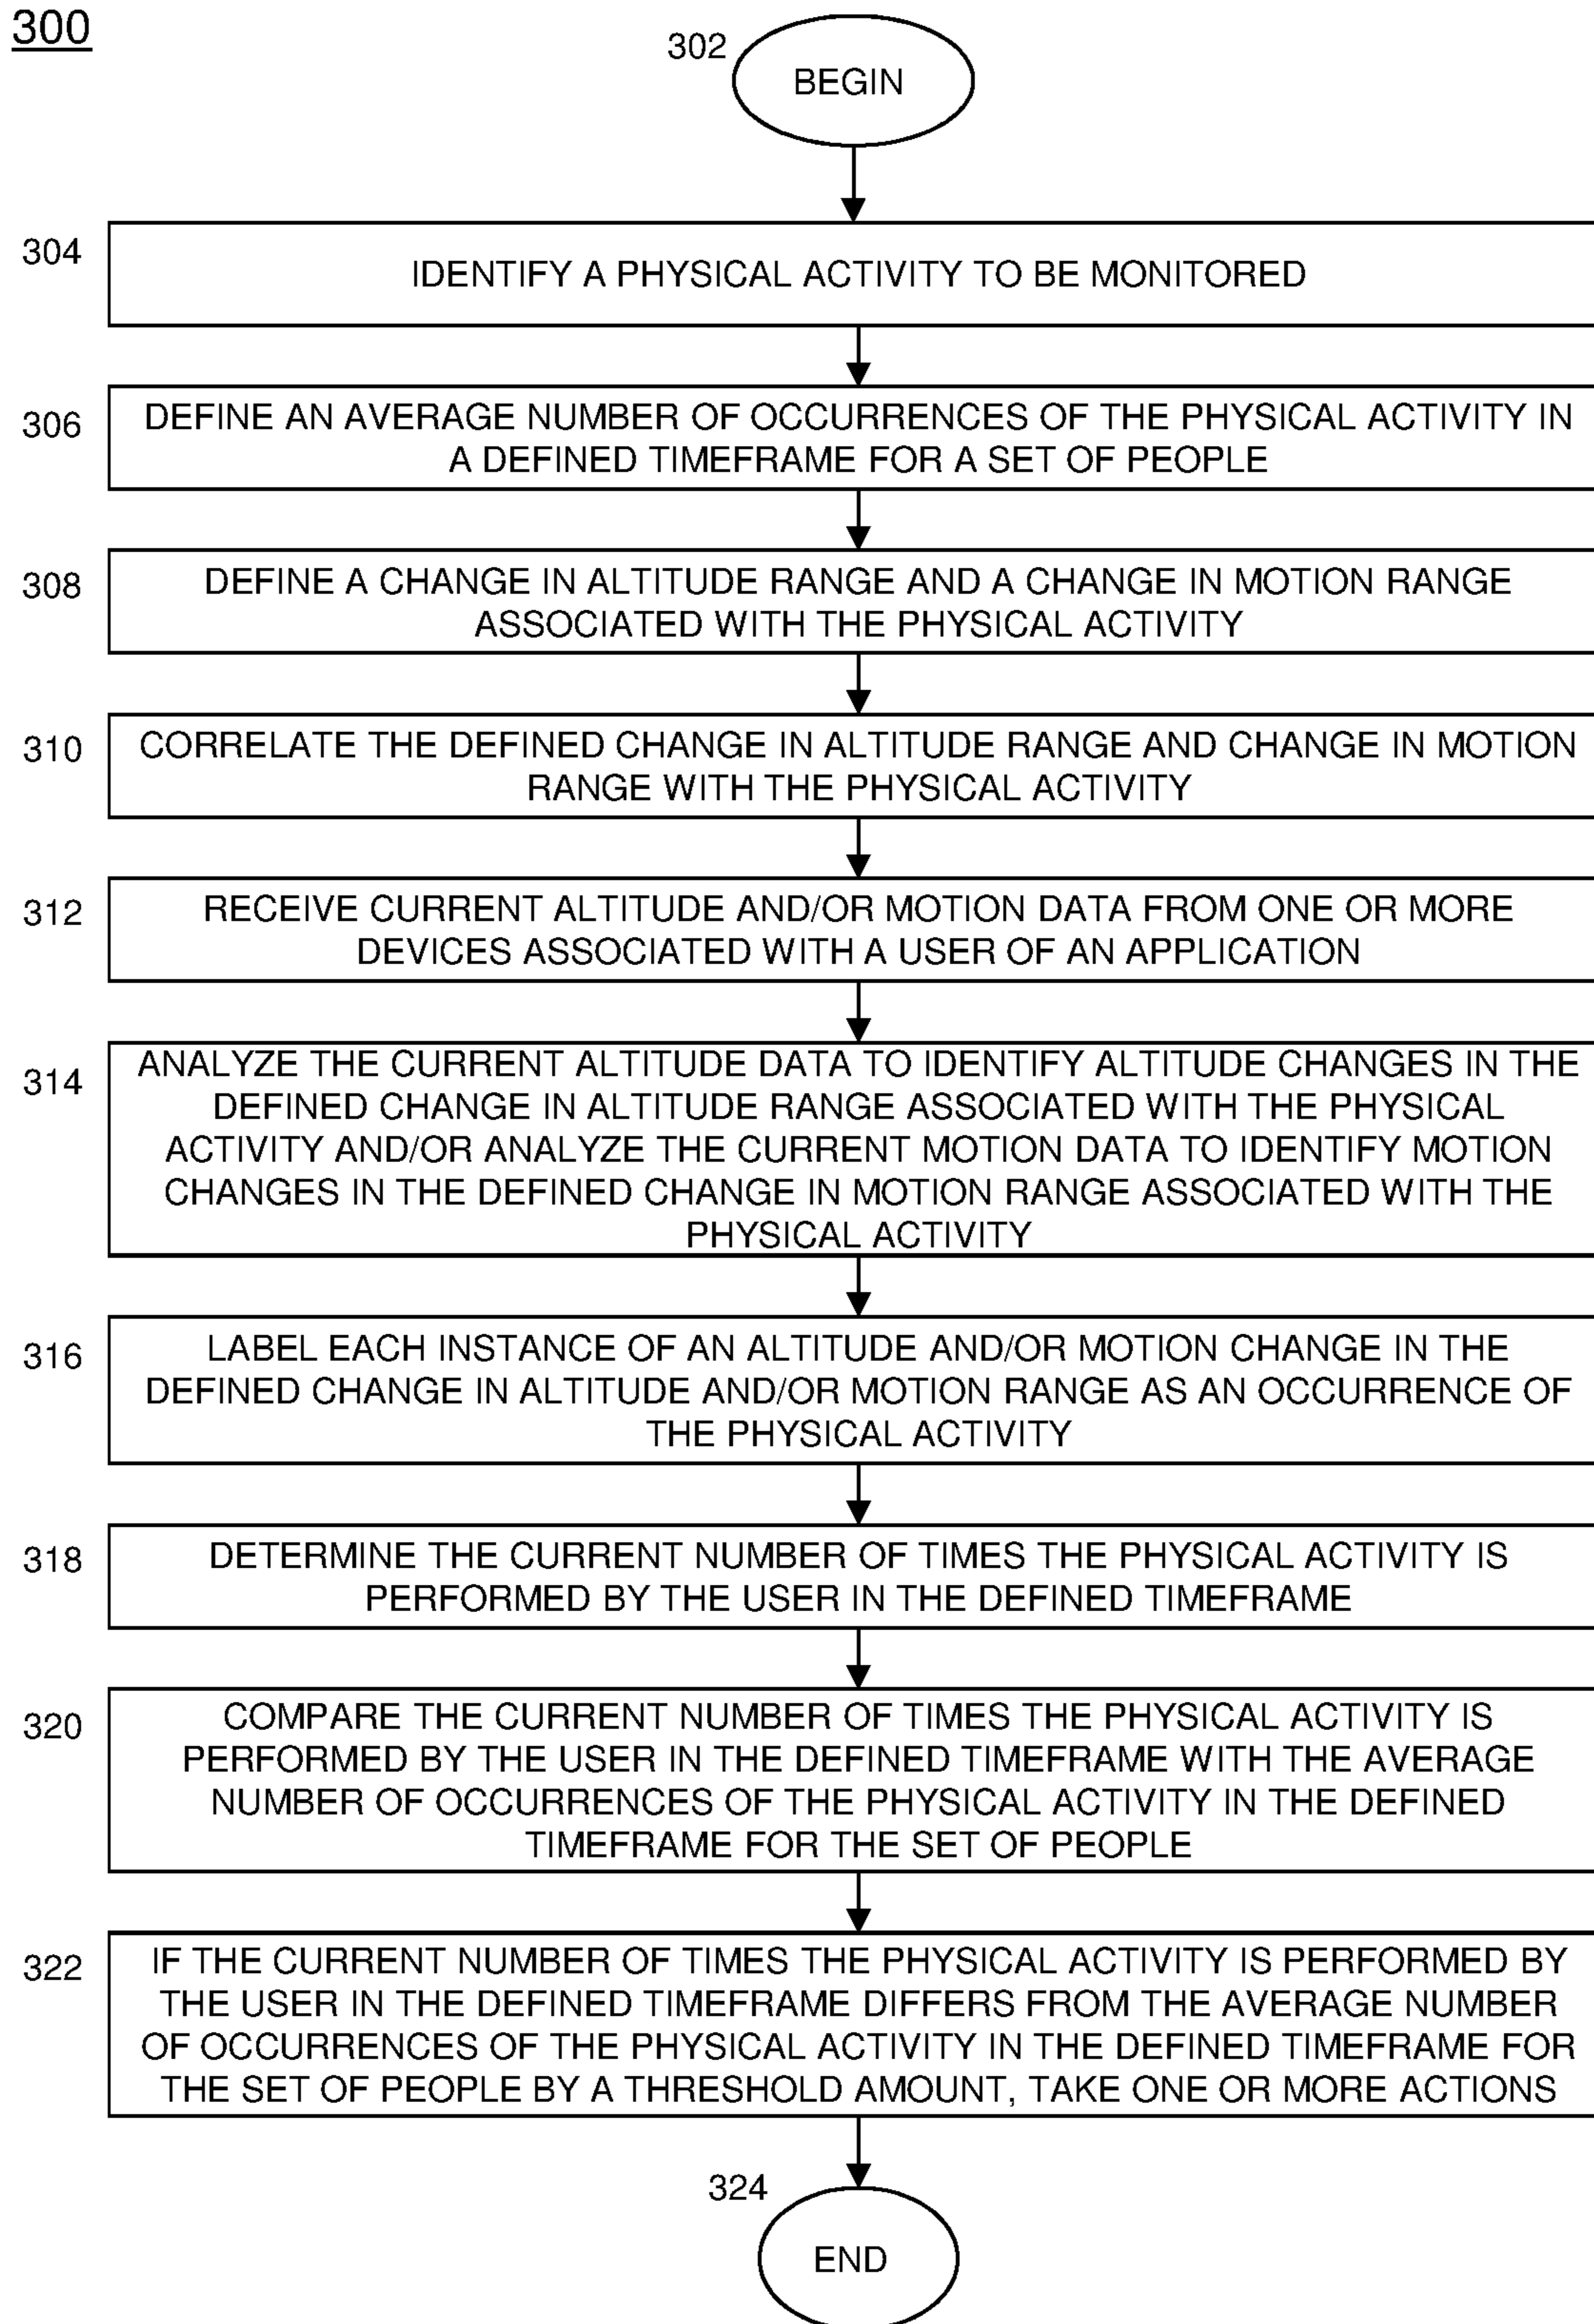 300
302
BEGIN
304
IDENTIFY A PHYSICAL ACTIVITY TO BE MONITORED
306
DEFINE AN AVERAGE NUMBER OF OCCURRENCES OF THE PHYSICAL ACTIVITY IN
A DEFINED TIMEFRAME FOR A SET OF PEOPLE
308
DEFINE A CHANGE IN ALTITUDE RANGE AND A CHANGE IN MOTION RANGE
ASSOCIATED WITH THE PHYSICAL ACTIVITY
310
CORRELATE THE DEFINED CHANGE IN ALTITUDE RANGE AND CHANGE IN MOTION
RANGE WITH THE PHYSICAL ACTIVITY
312
RECEIVE CURRENT ALTITUDE AND/OR MOTION DATA FROM ONE OR MORE
DEVICES ASSOCIATED WITH A USER OF AN APPLICATION
314
ANALYZE THE CURRENT ALTITUDE DATA TO IDENTIFY ALTITUDE CHANGES IN THE
DEFINED CHANGE IN ALTITUDE RANGE ASSOCIATED WITH THE PHYSICAL
ACTIVITY AND/OR ANALYZE THE CURRENT MOTION DATA TO IDENTIFY MOTION
CHANGES IN THE DEFINED CHANGE IN MOTION RANGE ASSOCIATED WITH THE
PHYSICAL ACTIVITY
316
LABEL EACH INSTANCE OF AN ALTITUDE AND/OR MOTION CHANGE IN THE
DEFINED CHANGE IN ALTITUDE AND/OR MOTION RANGE AS AN OCCURRENCE OF
THE PHYSICAL ACTIVITY
318
DETERMINE THE CURRENT NUMBER OF TIMES THE PHYSICAL ACTIVITY IS
PERFORMED BY THE USER IN THE DEFINED TIMEFRAME
320
COMPARE THE CURRENT NUMBER OF TIMES THE PHYSICAL ACTIVITY IS
PERFORMED BY THE USER IN THE DEFINED TIMEFRAME WITH THE AVERAGE
NUMBER OF OCCURRENCES OF THE PHYSICAL ACTIVITY IN THE DEFINED
TIMEFRAME FOR THE SET OF PEOPLE
322
IF THE CURRENT NUMBER OF TIMES THE PHYSICAL ACTIVITY IS PERFORMED BY
THE USER IN THE DEFINED TIMEFRAME DIFFERS FROM THE AVERAGE NUMBER
OF OCCURRENCES OF THE PHYSICAL ACTIVITY IN THE DEFINED TIMEFRAME FOR
THE SET OF PEOPLE BY A THRESHOLD AMOUNT, TAKE ONE OR MORE ACTIONS
324
END